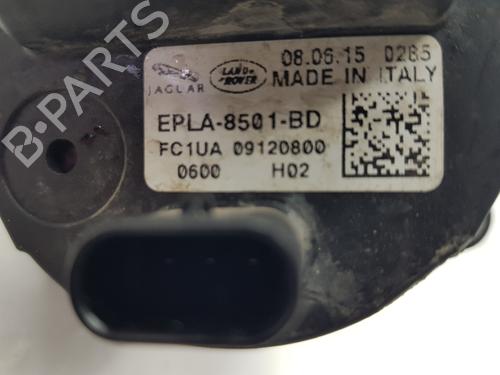 08.06.15 0285
JAGUAR
LAND ROVER
MADE IN ITALY
EPLA-8501-BD
FC1UA 09120800
0600 H02
B-PARTS